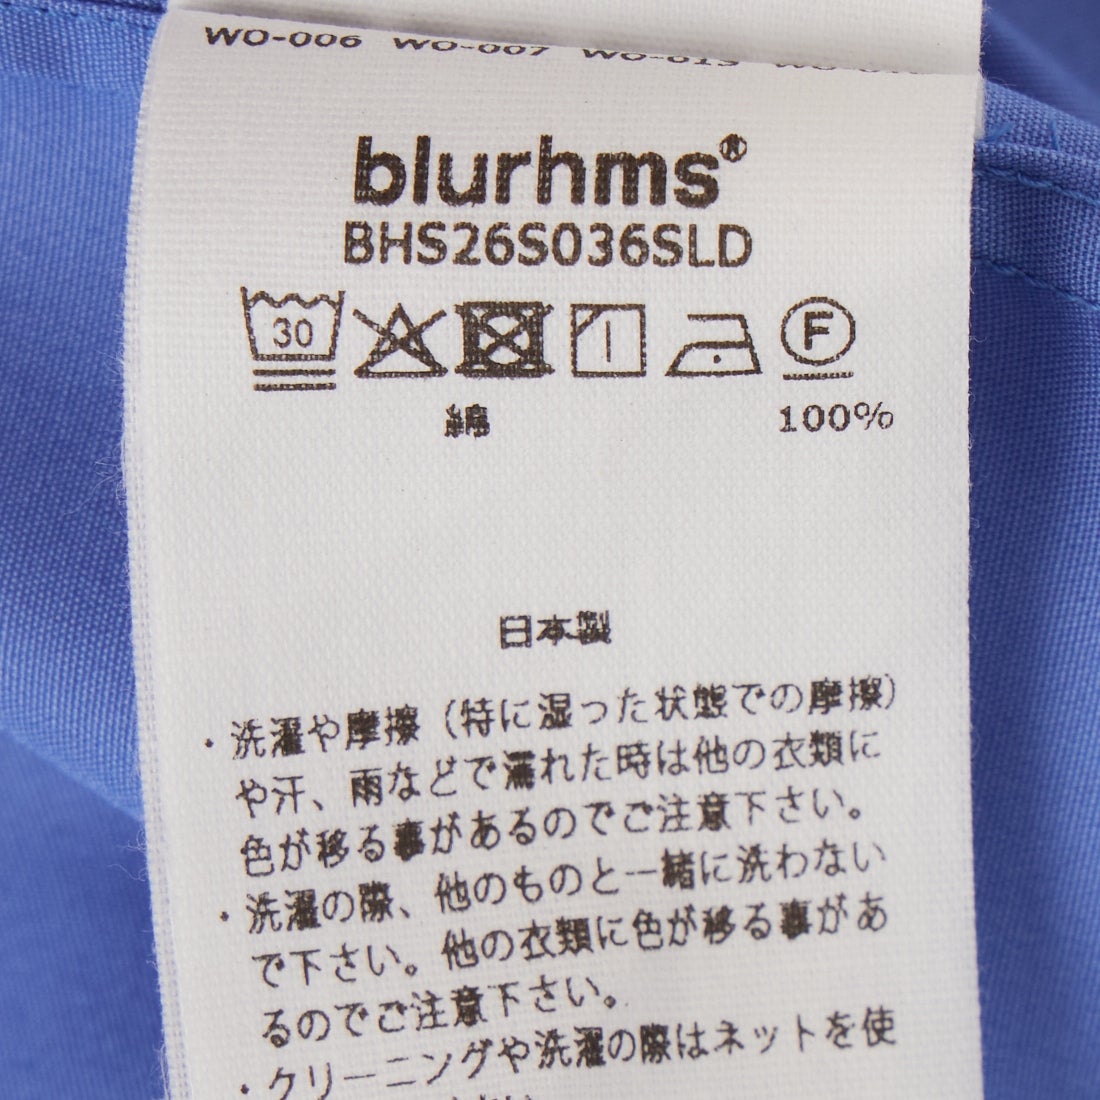 WO-006 WO-007 WO-015
blurhms®
BHS26S036SLD
30
F
綿 100%
日本製
・洗濯や摩擦（特に湿った状態での摩擦）
や汗、雨などで濡れた時は他の衣類に
色が移る事があるのでご注意下さい。
・洗濯の際、他のものと一緒に洗わない
で下さい。他の衣類に色が移る事があ
るのでご注意下さい。
・クリーニングや洗濯の際はネットを使